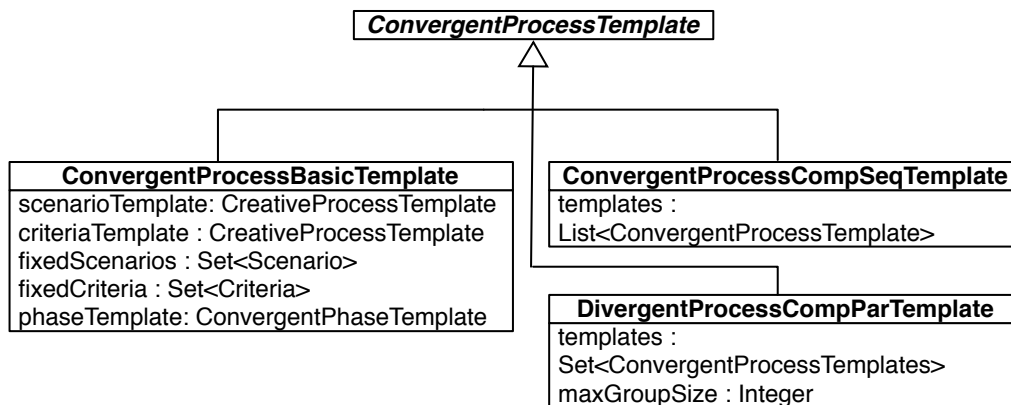 ConvergentProcessTemplate
ConvergentProcessBasicTemplate
scenarioTemplate: CreativeProcessTemplate
criteriaTemplate : CreativeProcessTemplate
fixedScenarios : Set<Scenario>
fixedCriteria : Set<Criteria>
phaseTemplate: ConvergentPhaseTemplate
ConvergentProcessCompSeqTemplate
templates :
List<ConvergentProcessTemplate>
DivergentProcessCompParTemplate
templates :
Set<ConvergentProcessTemplates>
maxGroupSize : Integer